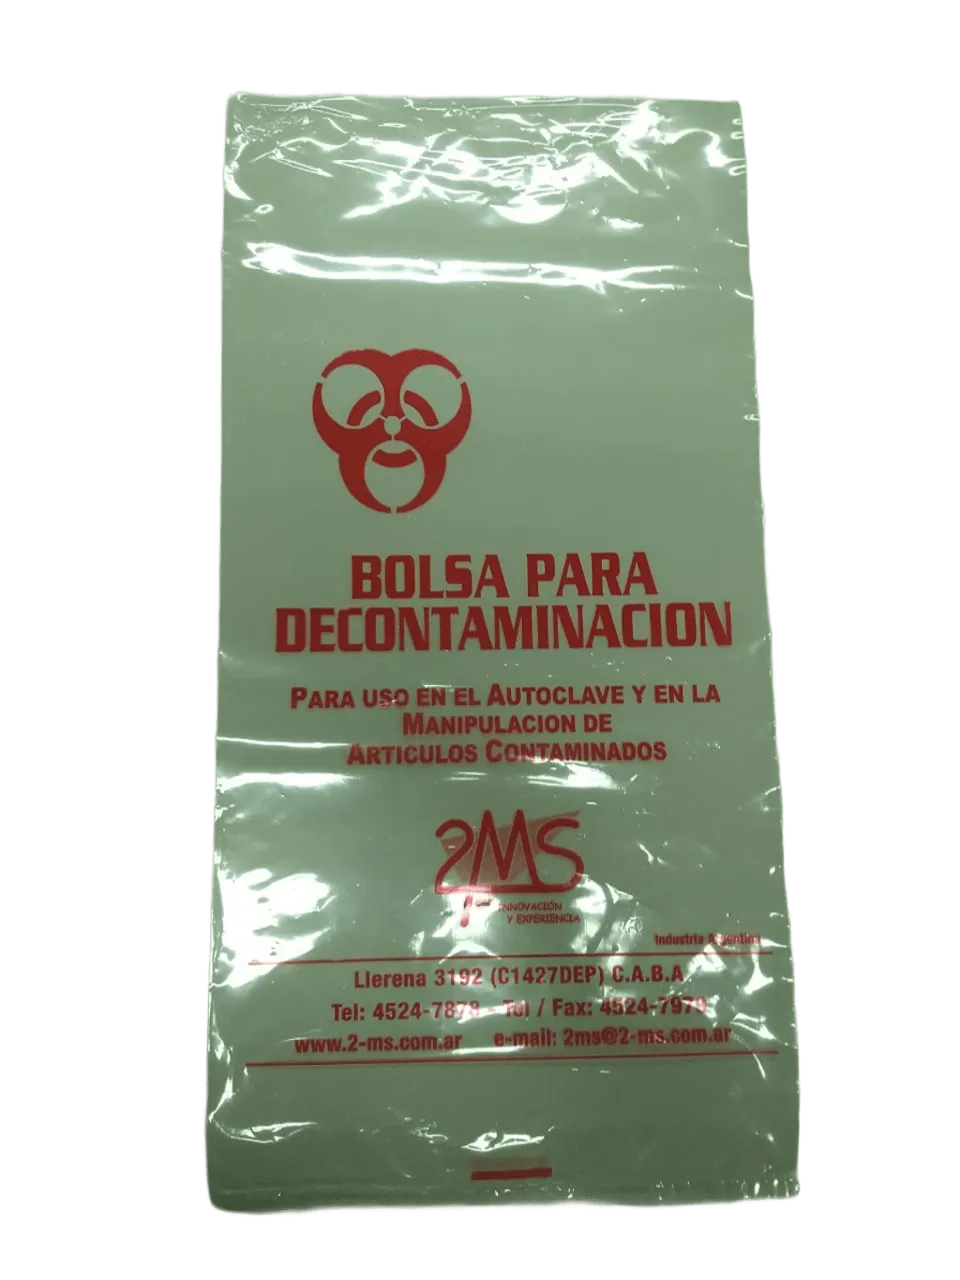 BOLSA PARA
DECONTAMINACION
PARA USO EN EL AUTOCLAVE Y EN LA
MANIPULACION DE
ARTICULOS CONTAMINADOS
2MS
INNOVACIÓN
Y EXPERIENCIA
Industria Argentina
Llerena 3192 (C1427DEP) C.A.B.A
Tel: 4524-7878 - Tel / Fax: 4524-7979
www.2-ms.com.ar e-mail: 2ms@2-ms.com.ar